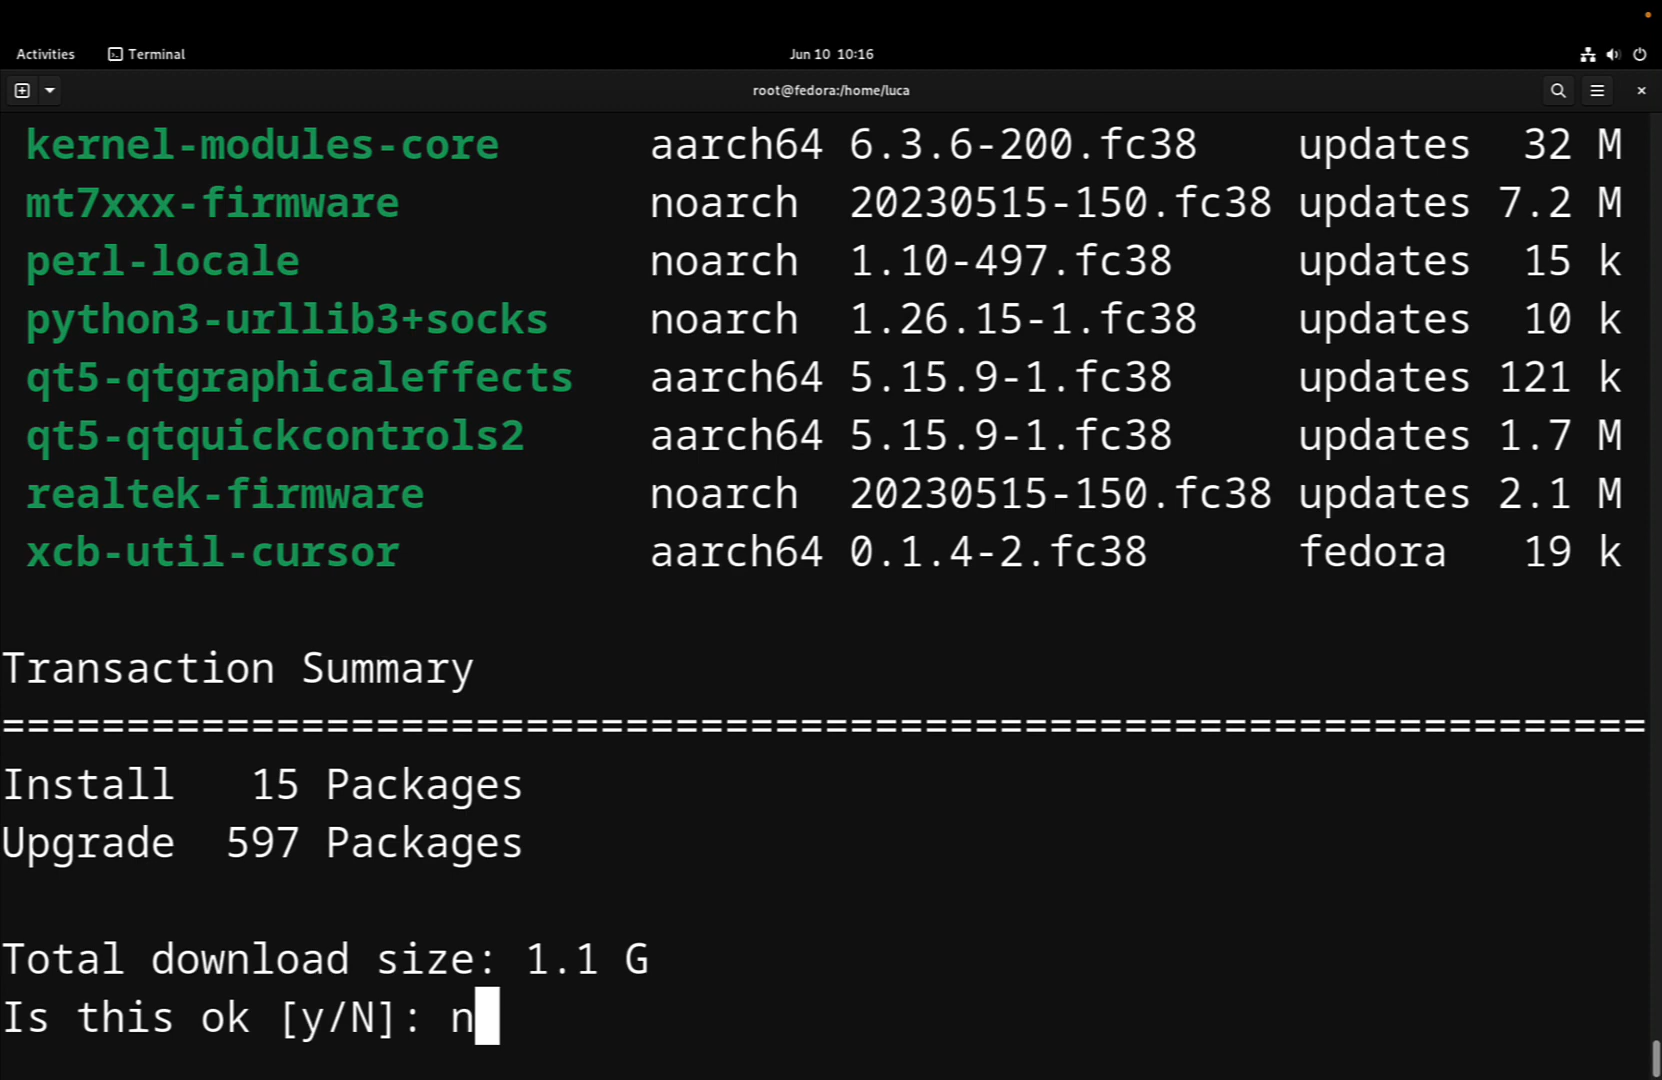 Activities Terminal Jun 10 10:16
root@fedora:/home/luca
kernel-modules-core aarch64 6.3.6-200.fc38 updates 32 M
mt7xxx-firmware noarch 20230515-150.fc38 updates 7.2 M
perl-locale noarch 1.10-497.fc38 updates 15 k
python3-urllib3+socks noarch 1.26.15-1.fc38 updates 10 k
qt5-qtgraphicaleffects aarch64 5.15.9-1.fc38 updates 121 k
qt5-qtquickcontrols2 aarch64 5.15.9-1.fc38 updates 1.7 M
realtek-firmware noarch 20230515-150.fc38 updates 2.1 M
xcb-util-cursor aarch64 0.1.4-2.fc38 fedora 19 k
Transaction Summary
==================================================================
Install 15 Packages
Upgrade 597 Packages
Total download size: 1.1 G
Is this ok [y/N]: n